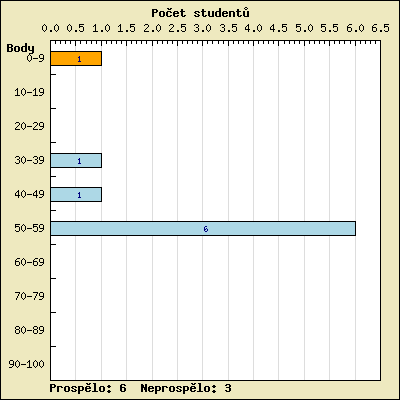 Počet studentů
0.0 0.5 1.0 1.5 2.0 2.5 3.0 3.5 4.0 4.5 5.0 5.5 6.0 6.5
Body
0-9 1
10-19
20-29
30-39 1
40-49 1
50-59 6
60-69
70-79
80-89
90-100
Prospělo: 6 Neprospělo: 3